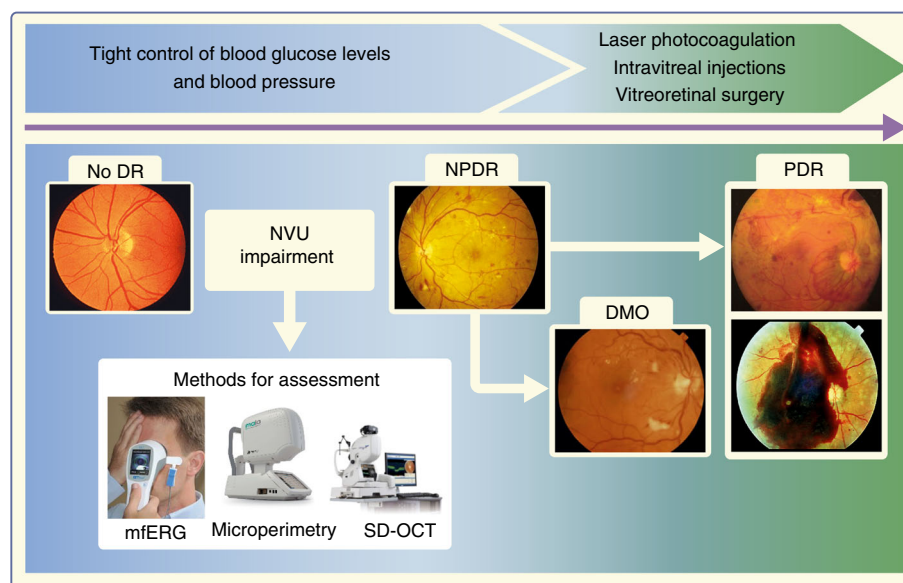 Tight control of blood glucose levels
and blood pressure
Laser photocoagulation
Intravitreal injections
Vitreoretinal surgery
No DR
NVU
impairment
NPDR
PDR
DMO
Methods for assessment
mfERG
Microperimetry
SD-OCT